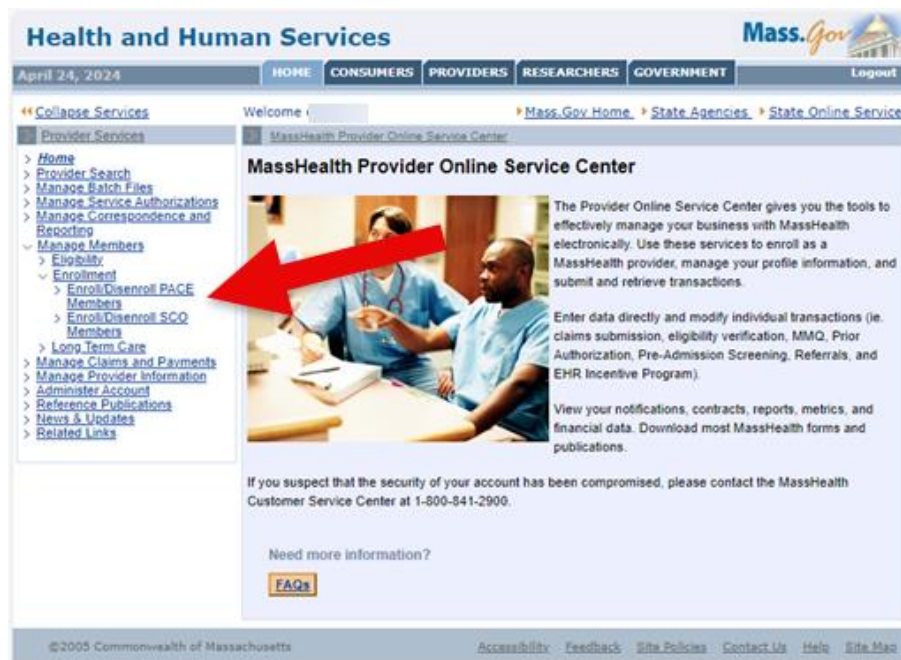 Health and Human Services
Mass.Gov
April 24, 2024
HOME CONSUMERS PROVIDERS RESEARCHERS GOVERNMENT
Logout
Collapse Services
Welcome
Mass.Gov Home State Agencies State Online Service
Provider Services
MassHealth Provider Online Service Center
> Home
> Provider Search
> Manage Batch Files
> Manage Service Authorizations
> Manage Correspondence and
Reporting
Manage Members
> Eligibility
Enrollment
> Enroll/Disenroll PACE
Members
> Enroll/Disenroll SCO
Members
> Long Term Care
> Manage Claims and Payments
> Manage Provider Information
> Administer Account
> Reference Publications
> News & Updates
> Related Links
MassHealth Provider Online Service Center
The Provider Online Service Center gives you the tools to
effectively manage your business with MassHealth
electronically. Use these services to enroll as a
MassHealth provider, manage your profile information, and
submit and retrieve transactions.
Enter data directly and modify individual transactions (ie.
claims submission, eligibility verification, MMQ, Prior
Authorization, Pre-Admission Screening, Referrals, and
EHR Incentive Program).
View your notifications, contracts, reports, metrics, and
financial data. Download most MassHealth forms and
publications.
If you suspect that the security of your account has been compromised, please contact the MassHealth
Customer Service Center at 1-800-841-2900.
Need more information?
FAQs
©2005 Commonwealth of Massachusetts
Accessibility Feedback Site Policies Contact Us Help Site Map